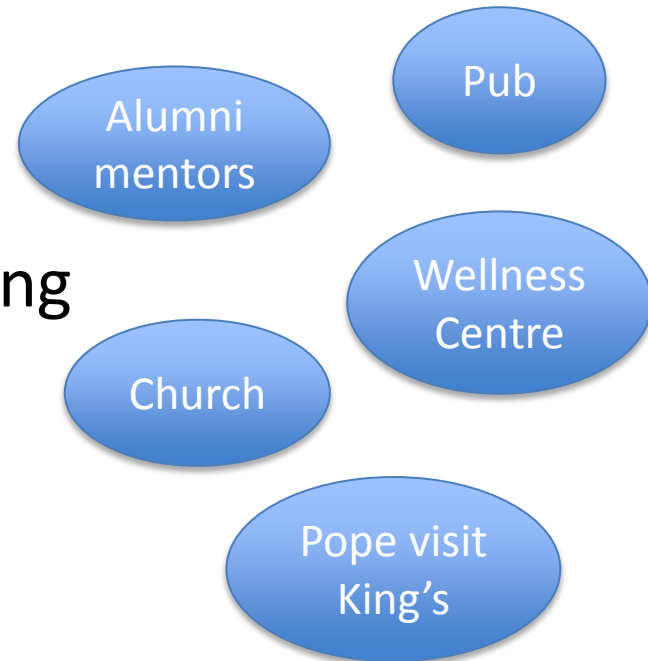 Pub
Alumni
mentors
ng
Wellness
Centre
Church
Pope visit
King's